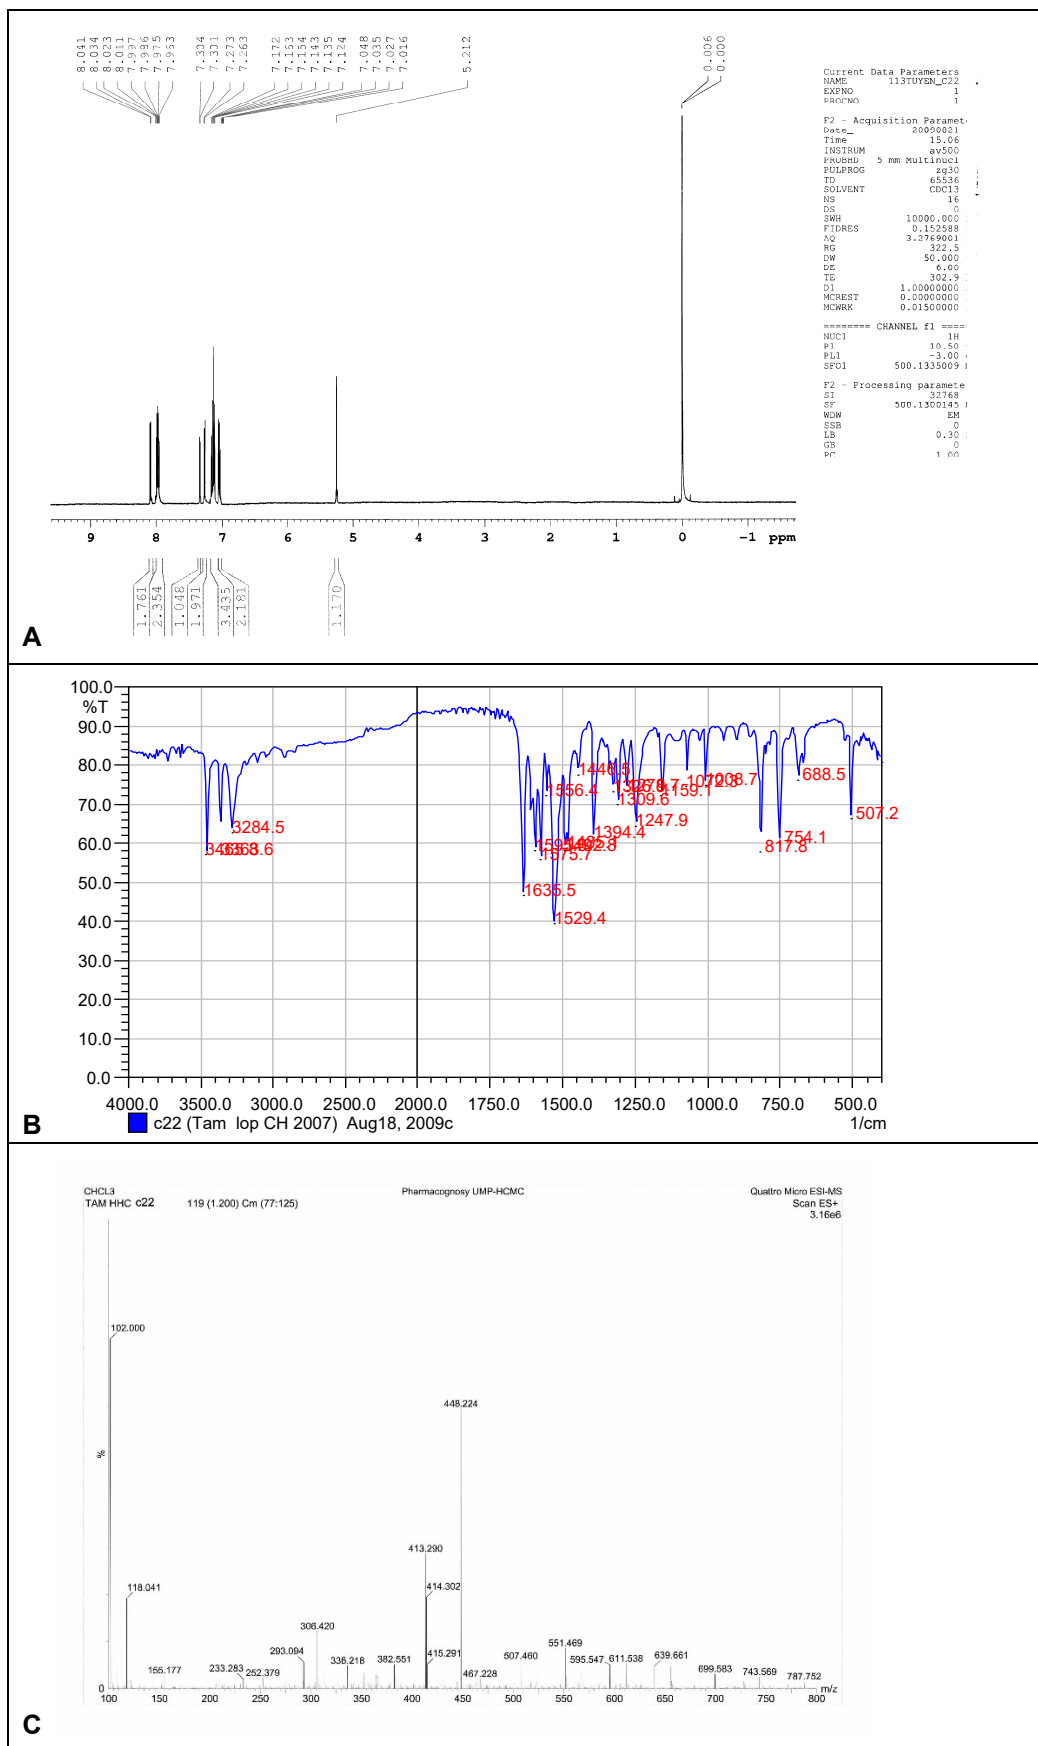 8.041
8.034
8.023
8.011
7.997
7.986
7.975
7.963
7.304
7.301
7.273
7.263
7.172
7.163
7.154
7.143
7.135
7.124
7.048
7.035
7.027
7.016
5.212
0.006
0.000
Current Data Parameters
NAME 113TUYEN_C22
EXPNO 1
PROCNO 1
F2 - Acquisition Paramet
Date_ 20090821
Time 15.06
INSTRUM av500
PROBHD 5 mm Multinucl
PULPROG zg30
TD 65536
SOLVENT CDCl3
NS 16
DS 0
SWH 10000.000
FIDRES 0.152588
AQ 3.2769001
RG 322.5
DW 50.000
DE 6.00
TE 302.9
D1 1.00000000
MCREST 0.00000000
MCWRK 0.01500000
======== CHANNEL f1 ====
NUC1 1H
P1 10.50
PL1 -3.00
SFO1 500.1335009
F2 - Processing paramete
SI 32768
SF 500.1300145
WDW EM
SSB 0
LB 0.30
GB 0
PC 1.00
9 8 7 6 5 4 3 2 1 0 -1 ppm
1.761
2.354
1.048
1.971
3.435
2.181
1.170
A
100.0
%T
90.0
80.0
70.0
60.0
50.0
40.0
30.0
20.0
10.0
0.0
3284.5
3363.6
1635.5
1556.4
1575.7
1529.4
1446.5
1394.4
1309.6
1247.9
1159.1
1072.3
1008.7
817.8
754.1
688.5
507.2
4000.0 3500.0 3000.0 2500.0 2000.0 1750.0 1500.0 1250.0 1000.0 750.0 500.0
c22 (Tam lop CH 2007) Aug18, 2009c 1/cm
B
CHCL3 Pharmacognosy UMP-HCMC Quattro Micro ESI-MS
TAM HHC c22 119 (1.200) Cm (77:125) Scan ES+
3.16e6
102.000
448.224
%
413.290
414.302
118.041
306.420
293.094
415.291
336.218
382.551
155.177
233.283
252.379
467.228
507.460
551.469
595.547
611.538
639.661
699.583
743.569
787.752
0
100 150 200 250 300 350 400 450 500 550 600 650 700 750 800 m/z
C